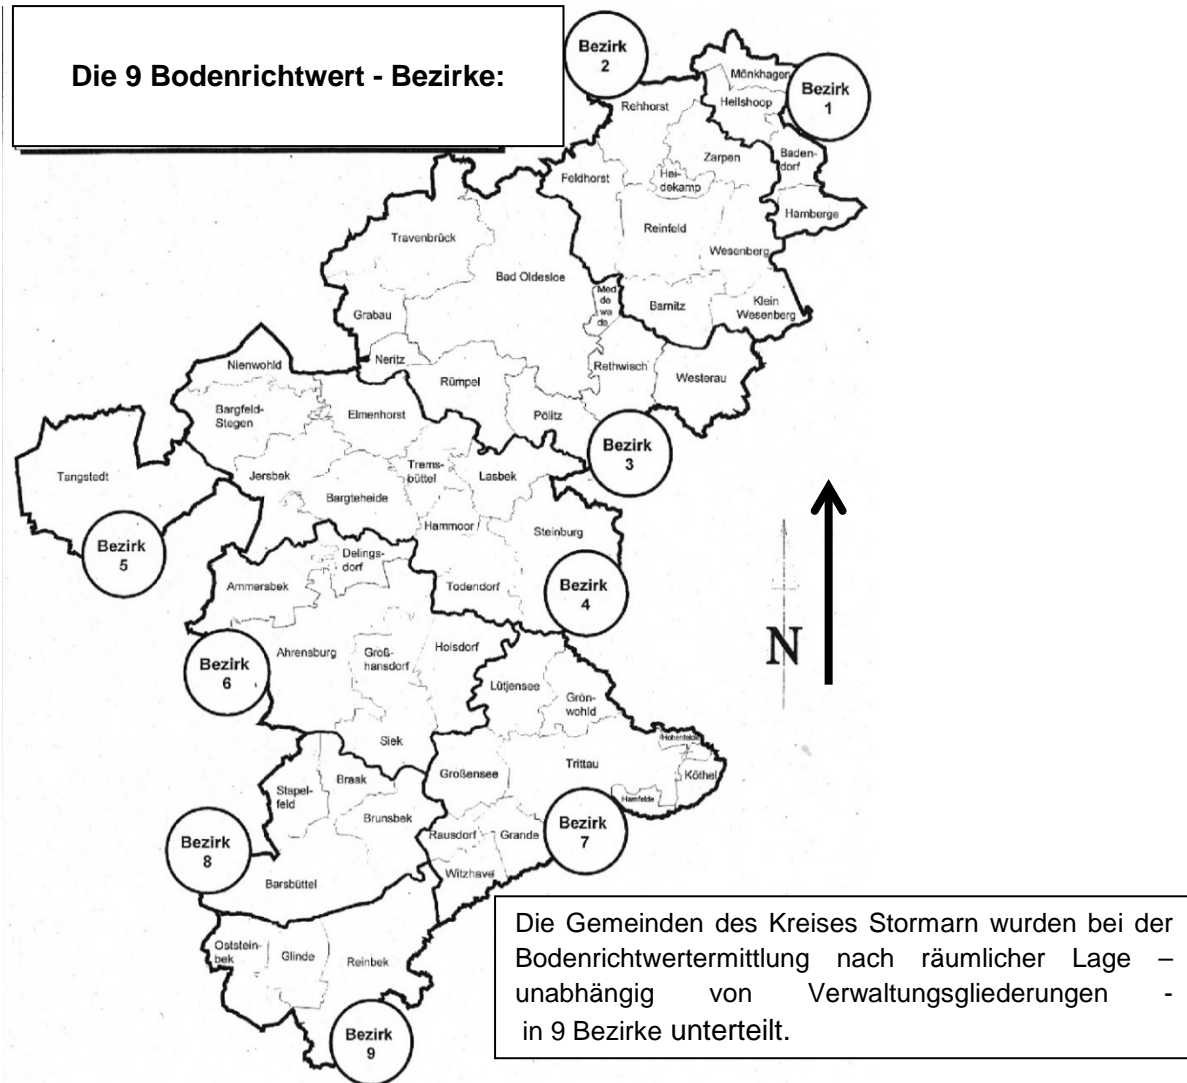 Die 9 Bodenrichtwert - Bezirke:
Bezirk
2
Mönkhagen
Bezirk
1
Heilshoop
Rehhorst
Baden-
dorf
Zarpen
Feldhorst
Hei-
dekamp
Hamberge
Reinfeld
Travenbrück
Wesenberg
Bad Oldesloe
Med
de
wa
de
Barnitz
Klein
Wesenberg
Grabau
Neritz
Nienwohld
Rethwisch
Westerau
Rümpel
Bargfeld-
Stegen
Elmenhorst
Pölitz
Bezirk
3
Tangstedt
Jersbek
Trems-
büttel
Lasbek
Bargteheide
Hammoor
Steinburg
Bezirk
5
Delings-
dorf
Ammersbek
Todendorf
Bezirk
4
Ahrensburg
Groß-
hansdorf
Hoisdorf
Bezirk
6
Lütjensee
Grön-
wohld
N
Siek
Hohenfelde
Großensee
Trittau
Köthel
Braak
Stapel-
feld
Hamfelde
Brunsbek
Bezirk
7
Rausdorf
Grande
Bezirk
8
Witzhave
Barsbüttel
Oststein-
bek
Glinde
Reinbek
Bezirk
9
Die Gemeinden des Kreises Stormarn wurden bei der
Bodenrichtwertermittlung nach räumlicher Lage –
unabhängig von Verwaltungsgliederungen -
in 9 Bezirke unterteilt.